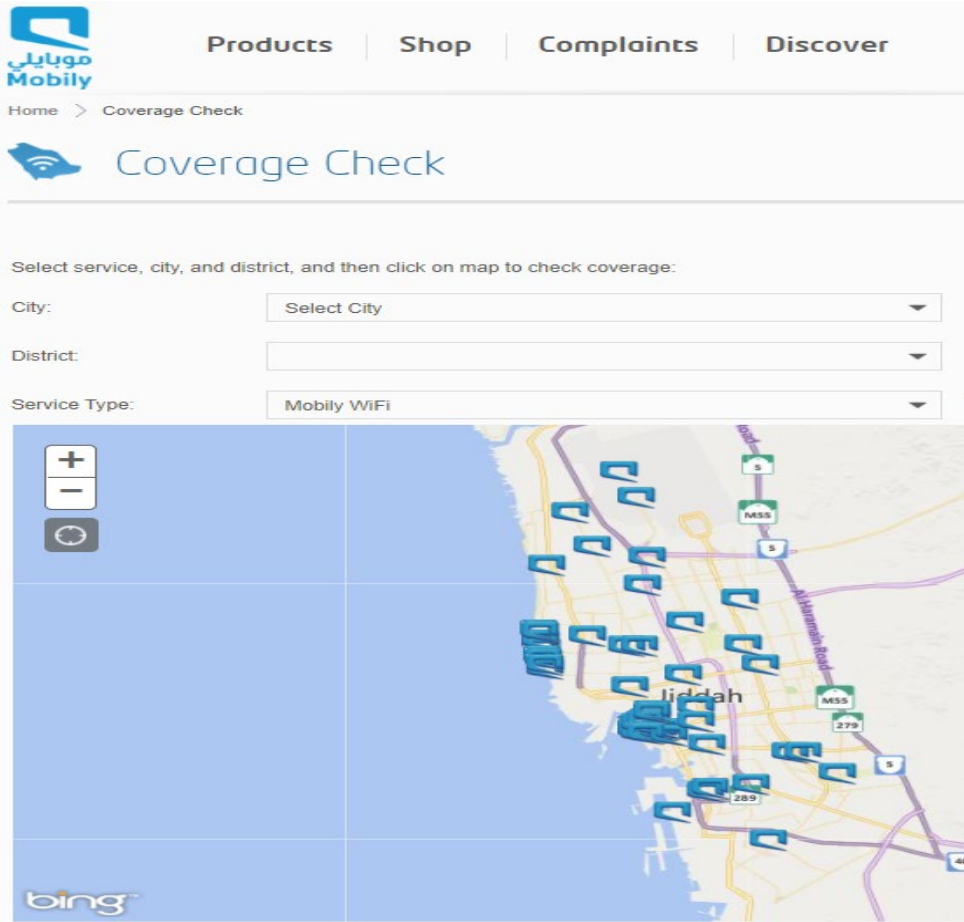 موبايلي
Mobily
Products
Shop
Complaints
Discover
Home > Coverage Check
Coverage Check
Select service, city, and district, and then click on map to check coverage:
City:
Select City
District:
Service Type:
Mobily WiFi
+
−
Road
5
M55
5
Al Haramain Road
Jiddah
M55
279
5
289
bing